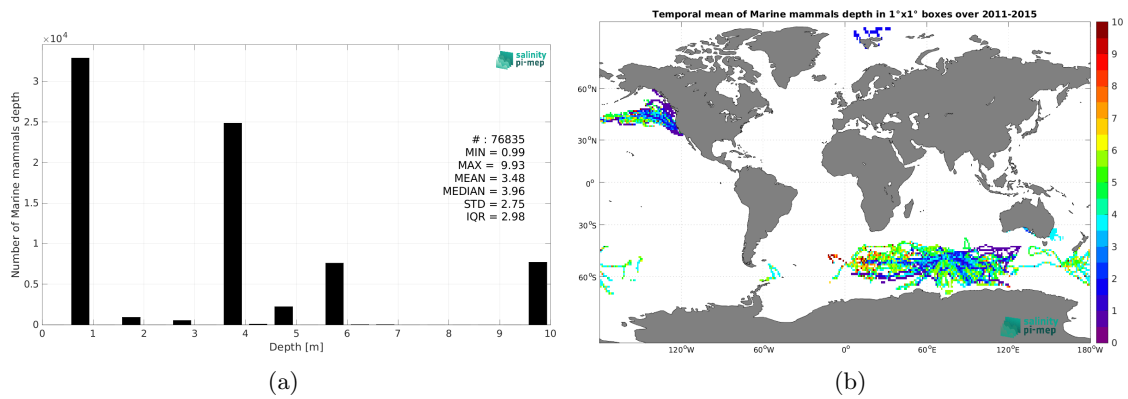 ×10⁴
3
2.5
2
1.5
1
0.5
0
0 1 2 3 4 5 6 7 8 9 10
Number of Marine mammals depth
Depth [m]
salinity
pi-mep
# : 76835
MIN = 0.99
MAX = 9.93
MEAN = 3.48
MEDIAN = 3.96
STD = 2.75
IQR = 2.98
(a)
Temporal mean of Marine mammals depth in 1°x1° boxes over 2011-2015
60°N
30°N
0°
30°S
60°S
120°W 60°W 0° 60°E 120°E 180°W
salinity
pi-mep
10
9
8
7
6
5
4
3
2
1
0
(b)